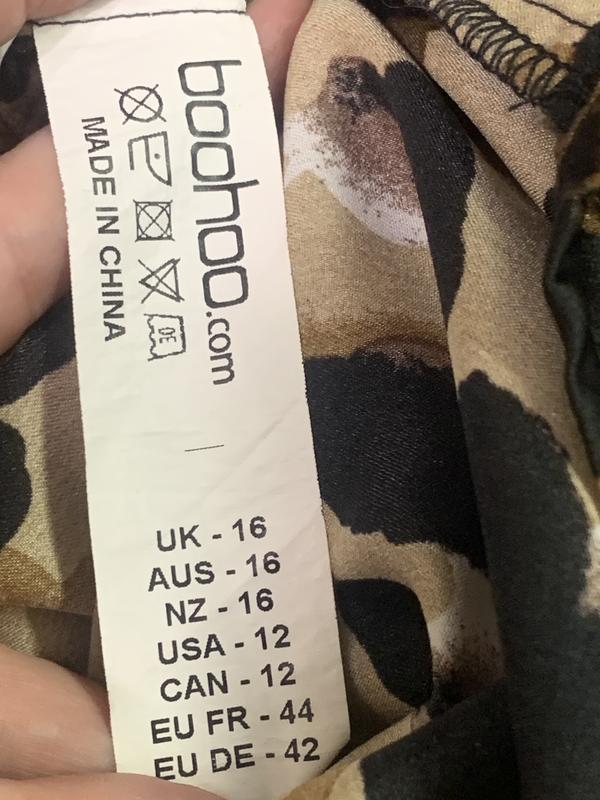 boohoo.com
30
MADE IN CHINA
UK - 16
AUS - 16
NZ - 16
USA - 12
CAN - 12
EU FR - 44
EU DE - 42